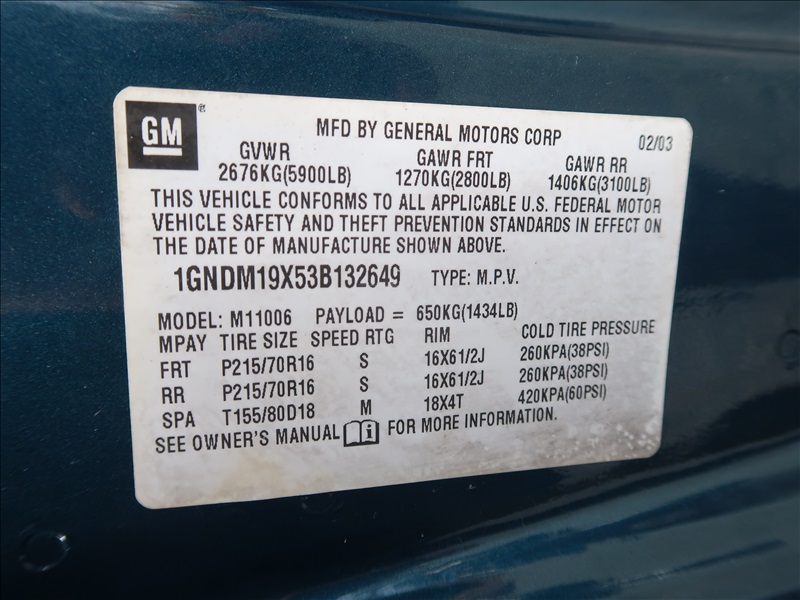 GM® MFD BY GENERAL MOTORS CORP 02/03
GVWR GAWR FRT GAWR RR
2676KG(5900LB) 1270KG(2800LB) 1406KG(3100LB)
THIS VEHICLE CONFORMS TO ALL APPLICABLE U.S. FEDERAL MOTOR
VEHICLE SAFETY AND THEFT PREVENTION STANDARDS IN EFFECT ON
THE DATE OF MANUFACTURE SHOWN ABOVE.
1GNDM19X53B132649 TYPE: M.P.V.
MODEL: M11006 PAYLOAD = 650KG(1434LB)
MPAY TIRE SIZE SPEED RTG RIM COLD TIRE PRESSURE
FRT P215/70R16 S 16X61/2J 260KPA(38PSI)
RR P215/70R16 S 16X61/2J 260KPA(38PSI)
SPA T155/80D18 M 18X4T 420KPA(60PSI)
SEE OWNER'S MANUAL i FOR MORE INFORMATION.